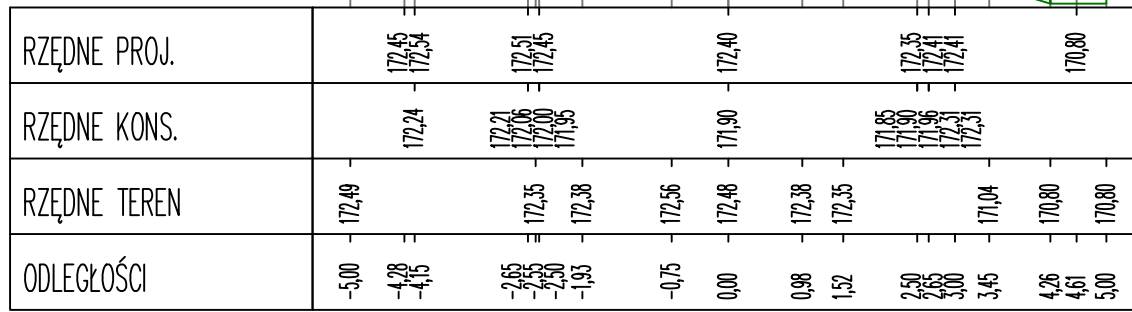 RZĘDNE PROJ. 172,45 172,54 172,51 172,45 172,40 172,35 172,41 172,41 170,80
RZĘDNE KONS. 172,24 172,21 172,06 172,00 171,95 171,90 171,85 171,90 171,96 172,31 172,31
RZĘDNE TEREN 172,49 172,35 172,38 172,56 172,48 172,38 172,35 171,04 170,80 170,80
ODLEGŁOŚCI -5,00 -4,28 -4,15 -2,65 -2,55 -2,50 -1,93 -0,75 0,00 0,98 1,52 2,50 2,65 3,00 3,45 4,26 4,61 5,00